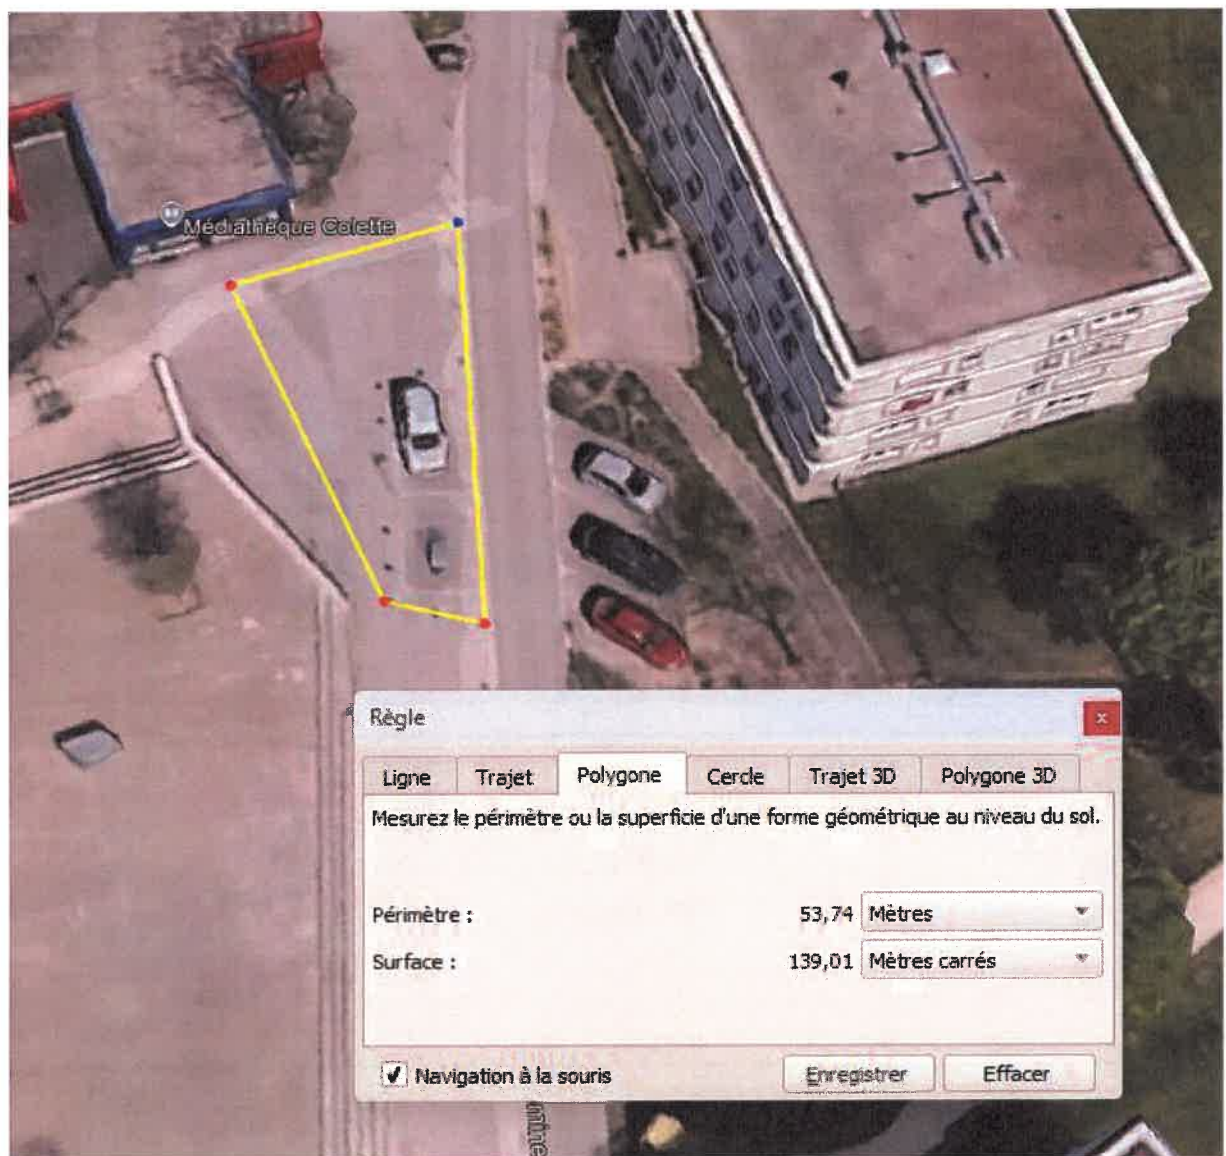 Médiathèque Colette
Règle
x
Ligne Trajet Polygone Cercle Trajet 3D Polygone 3D
Mesurez le périmètre ou la superficie d'une forme géométrique au niveau du sol.
Périmètre : 53,74 Mètres
Surface : 139,01 Mètres carrés
Navigation à la souris Enregistrer Effacer